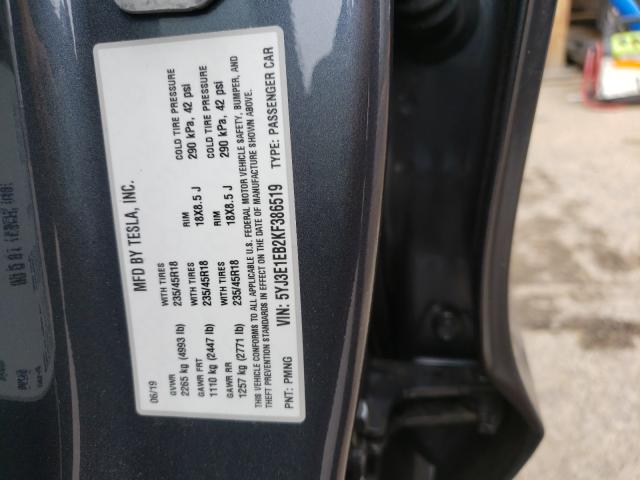 MFD BY TESLA, INC.
06/19
GVWR
2265 kg (4993 lb)
WITH TIRES
235/45R18
RIM
18X8.5 J
COLD TIRE PRESSURE
290 kPa, 42 psi
GAWR FRT
1110 kg (2447 lb)
WITH TIRES
235/45R18
RIM
18X8.5 J
COLD TIRE PRESSURE
290 kPa, 42 psi
GAWR RR
1257 kg (2771 lb)
WITH TIRES
235/45R18
THIS VEHICLE CONFORMS TO ALL APPLICABLE U.S. FEDERAL MOTOR VEHICLE SAFETY, BUMPER, AND
THEFT PREVENTION STANDARDS IN EFFECT ON THE DATE OF MANUFACTURE SHOWN ABOVE.
PNT: PMNG
VIN: 5YJ3E1EB2KF386519
TYPE: PASSENGER CAR